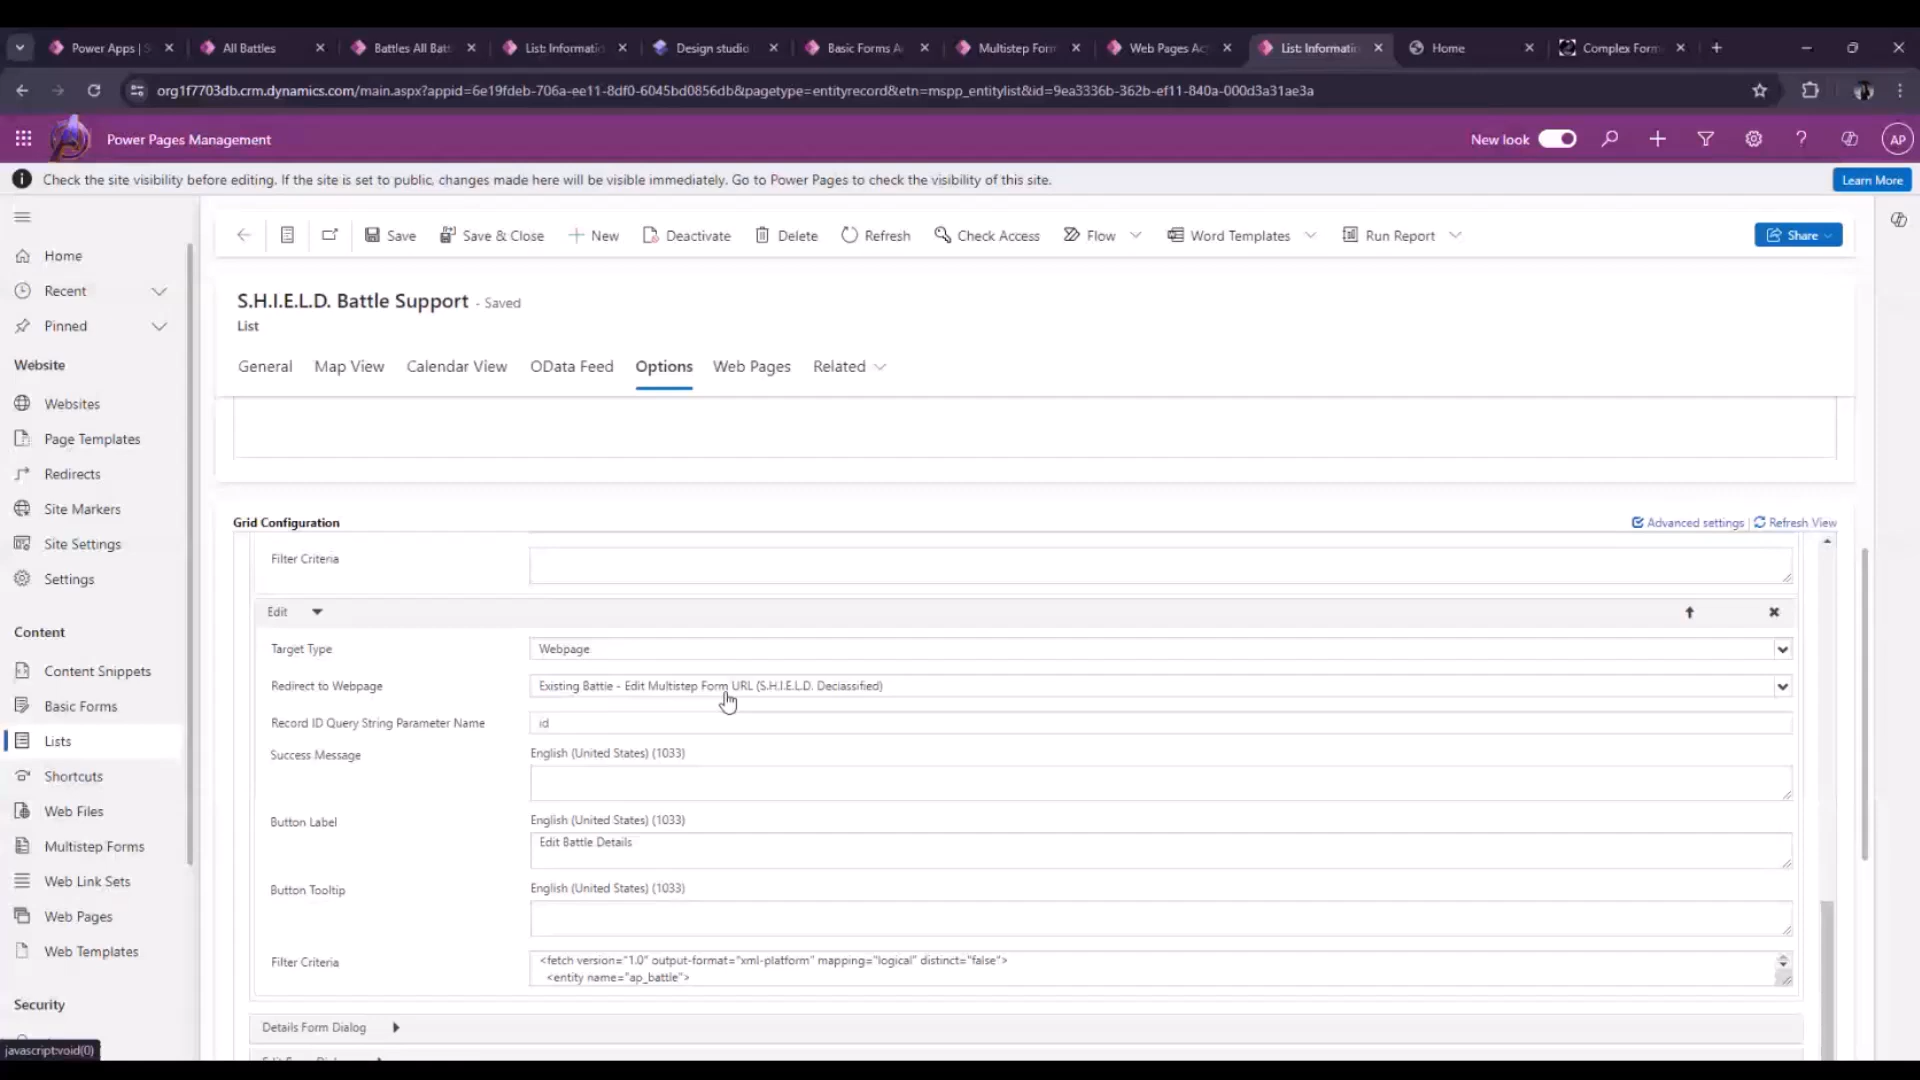 Power Apps | S
All Battles
Battles All Batt
List: Informatio
Design studio
Basic Forms A
Multistep Form
Web Pages Ac
List: Informatio
Home
Complex Form
org1f7703db.crm.dynamics.com/main.aspx?appid=6e19fdeb-706a-ee11-8df0-6045bd0856db&pagetype=entityrecord&etn=mspp_entitylist&id=9ea3336b-362b-ef11-840a-000d3a31ae3a
Power Pages Management
New look
AP
Check the site visibility before editing. If the site is set to public, changes made here will be visible immediately. Go to Power Pages to check the visibility of this site.
Learn More
Save
Save & Close
New
Deactivate
Delete
Refresh
Check Access
Flow
Word Templates
Run Report
Share
Home
Recent
Pinned
Website
Websites
Page Templates
Redirects
Site Markers
Site Settings
Settings
Content
Content Snippets
Basic Forms
Lists
Shortcuts
Web Files
Multistep Forms
Web Link Sets
Web Pages
Web Templates
Security
javascript:void(0)
S.H.I.E.L.D. Battle Support - Saved
List
General
Map View
Calendar View
OData Feed
Options
Web Pages
Related
Grid Configuration
Advanced settings | Refresh View
Filter Criteria
Edit
Target Type
Webpage
Redirect to Webpage
Existing Battle - Edit Multistep Form URL (S.H.I.E.L.D. Declassified)
Record ID Query String Parameter Name
id
Success Message
English (United States) (1033)
Button Label
English (United States) (1033)
Edit Battle Details
Button Tooltip
English (United States) (1033)
Filter Criteria
<fetch version="1.0" output-format="xml-platform" mapping="logical" distinct="false">
<entity name="ap_battle">
Details Form Dialog